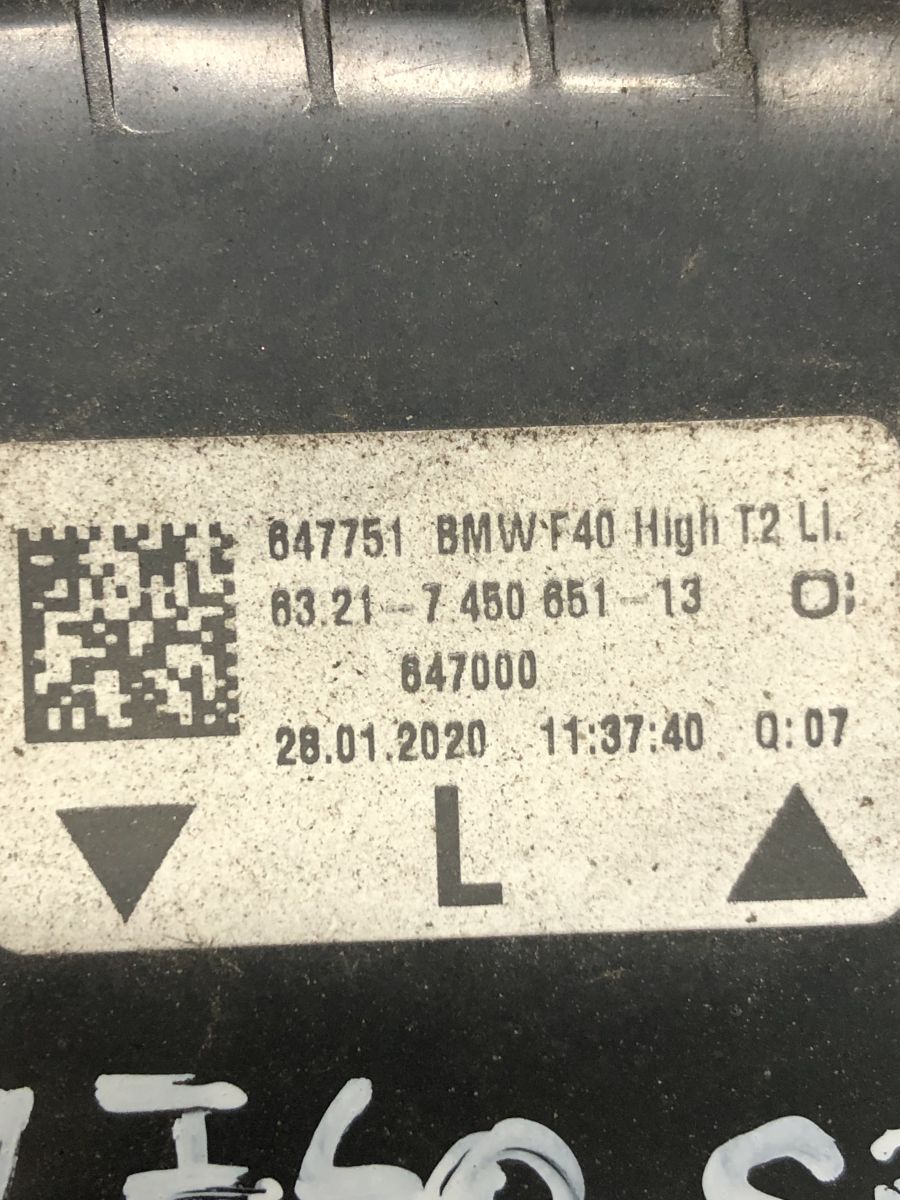 647751 BMW F40 High T2 LI.
63.21-7 450 651-13 O:
647000
28.01.2020 11:37:40 Q: 07
L